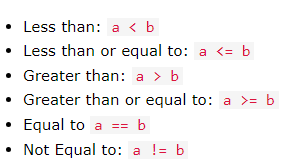 • Less than: a < b
• Less than or equal to: a <= b
• Greater than: a > b
• Greater than or equal to: a >= b
• Equal to a == b
• Not Equal to: a != b